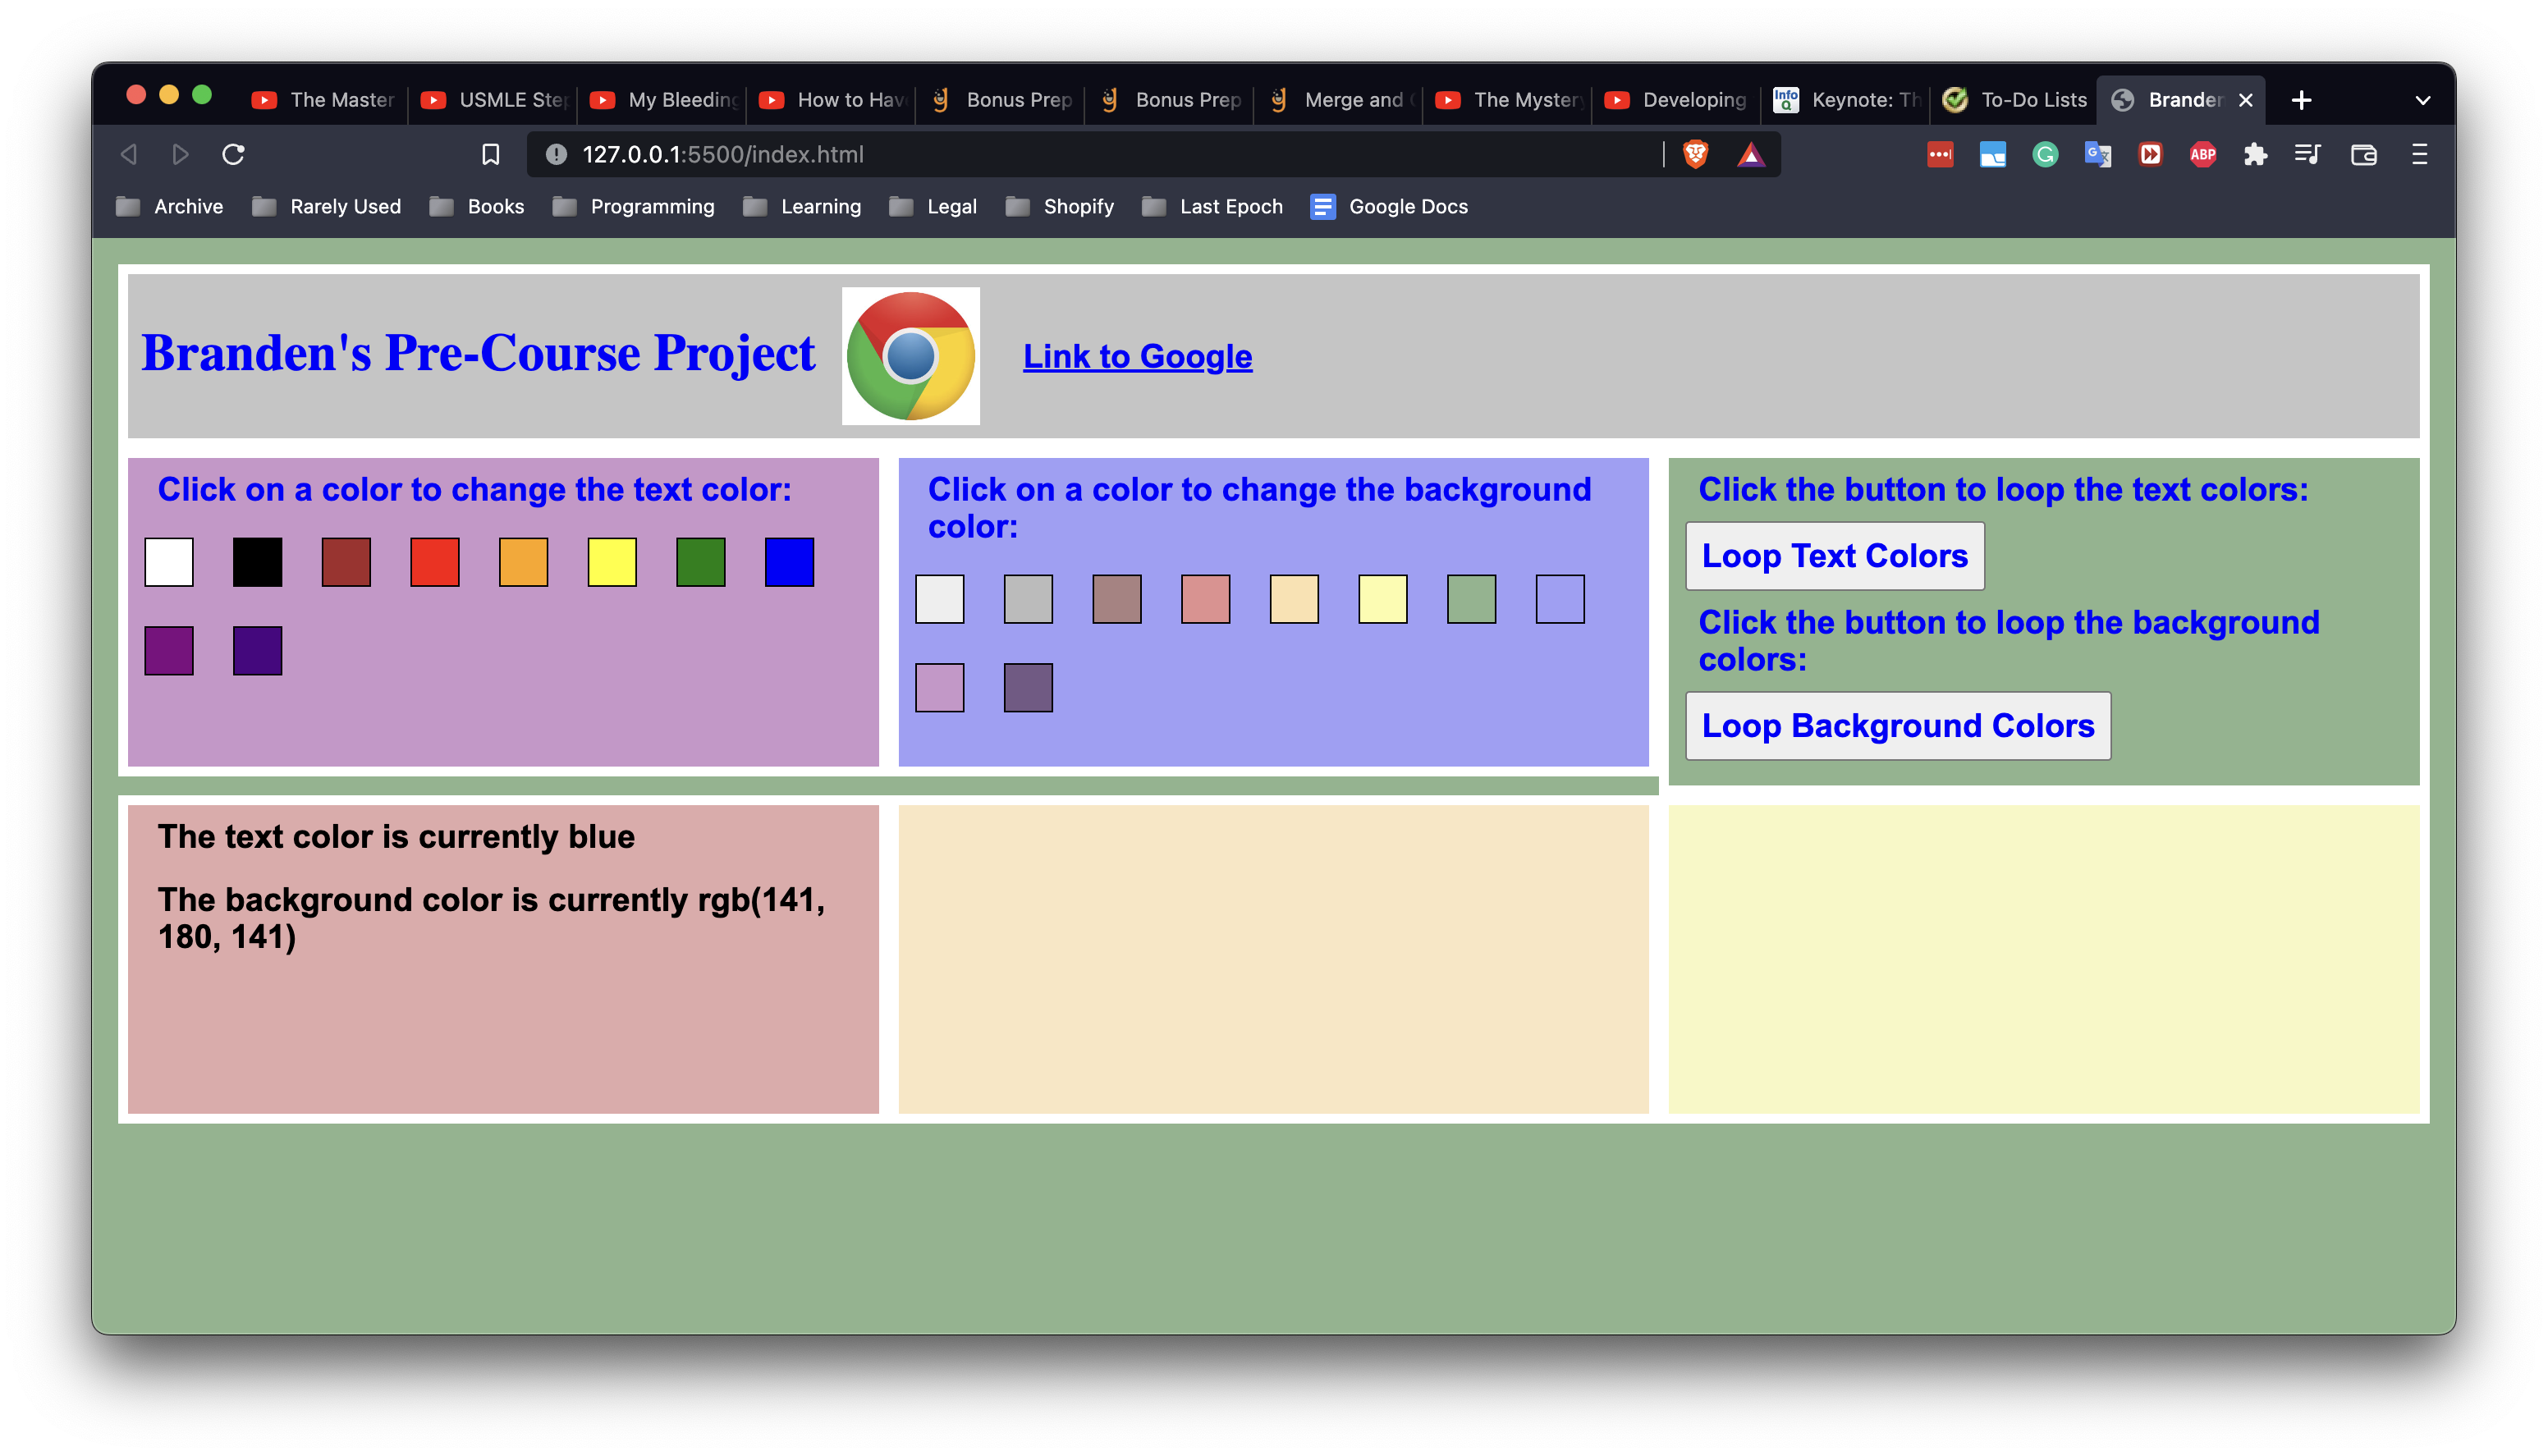 The Master
USMLE Step
My Bleeding
How to Hav
Bonus Prep
Bonus Prep
Merge and
The Myster
Developing
Info Q
Keynote: Th
To-Do Lists
Branden
127.0.0.1:5500/index.html
ABP
Archive
Rarely Used
Books
Programming
Learning
Legal
Shopify
Last Epoch
Google Docs
Branden's Pre-Course Project
Link to Google
Click on a color to change the text color:
Click on a color to change the background
color:
Click the button to loop the text colors:
Loop Text Colors
Click the button to loop the background
colors:
Loop Background Colors
The text color is currently blue
The background color is currently rgb(141,
180, 141)